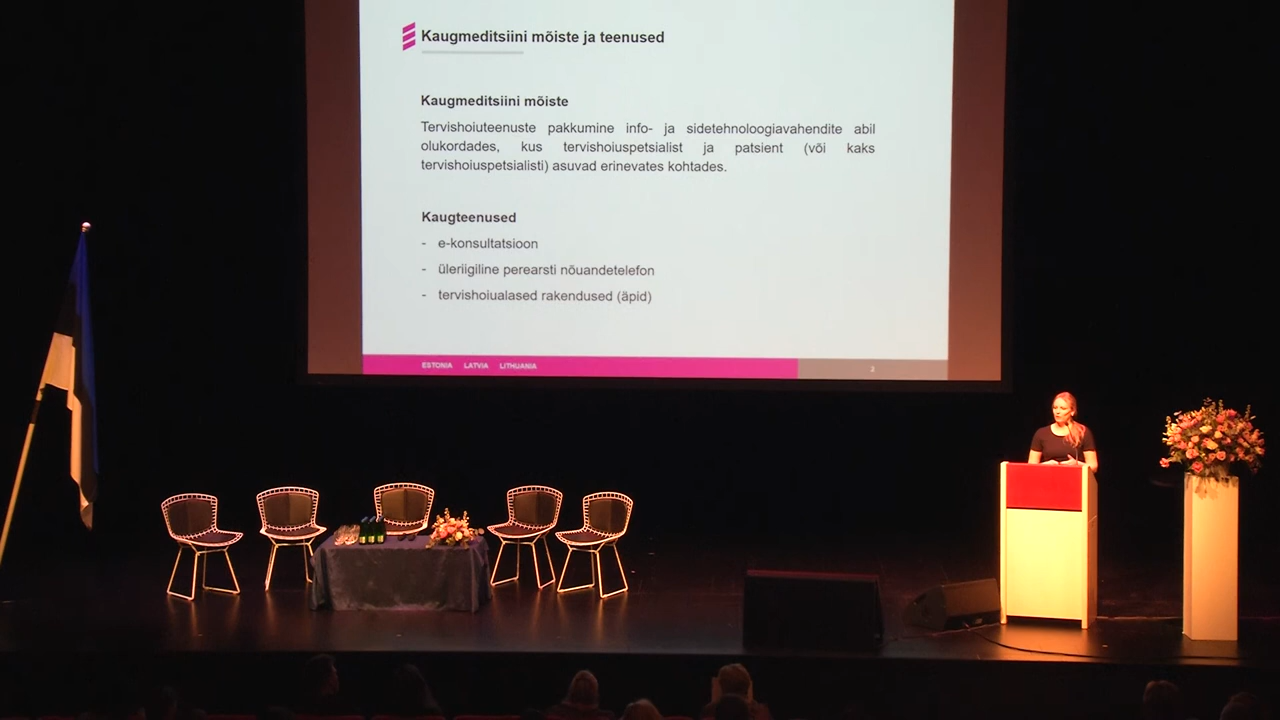 Kaugmeditsiini mõiste ja teenused
Kaugmeditsiini mõiste
Tervishoiuteenuste pakkumine info- ja sidetehnoloogiavahendite abil
olukordades, kus tervishoiuspetsialist ja patsient (või kaks
tervishoiuspetsialisti) asuvad erinevates kohtades.
Kaugteenused
- e-konsultatsioon
- üleriigiline perearsti nõuandetelefon
- tervishoiualased rakendused (äpid)
ESTONIA LATVIA LITHUANIA
2